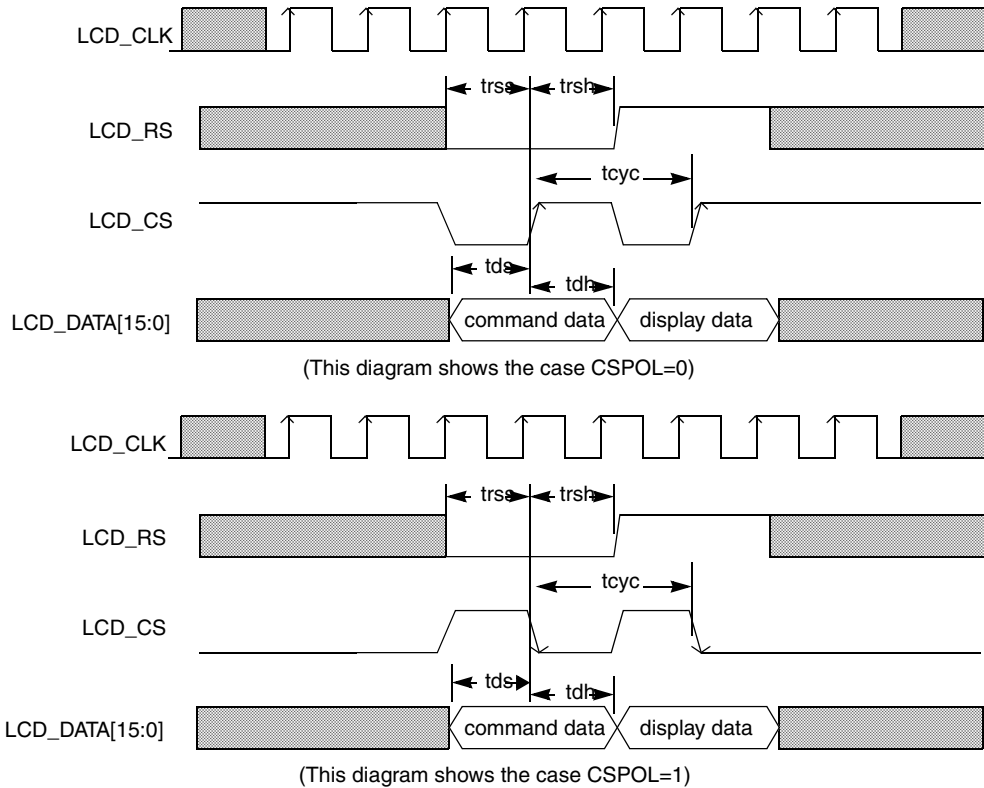 LCD_CLK
trss
trsh
LCD_RS
tcyc
LCD_CS
tds
tdh
LCD_DATA[15:0]
command data
display data
(This diagram shows the case CSPOL=0)
LCD_CLK
trss
trsh
LCD_RS
tcyc
LCD_CS
tds
tdh
LCD_DATA[15:0]
command data
display data
(This diagram shows the case CSPOL=1)